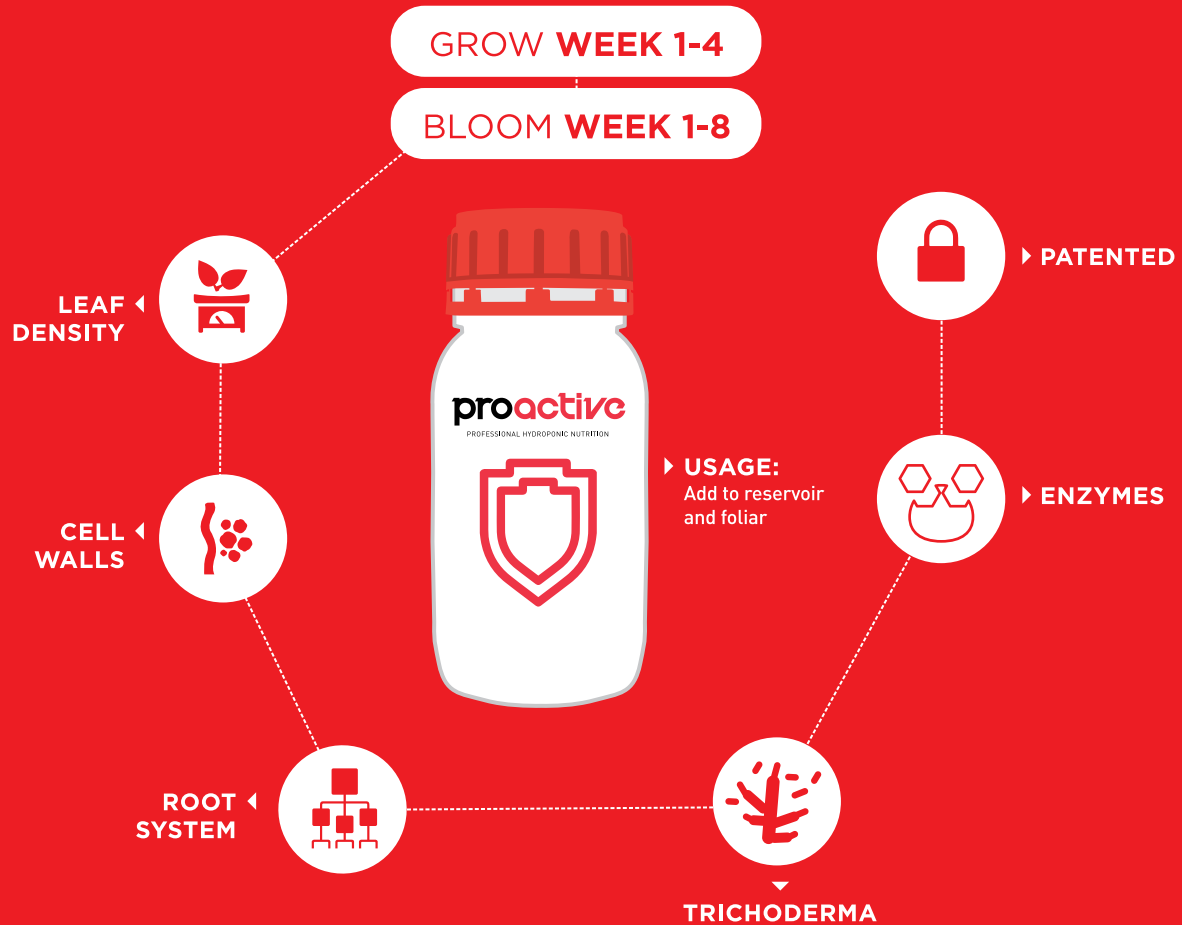 GROW WEEK 1-4
BLOOM WEEK 1-8
LEAF
DENSITY
CELL
WALLS
ROOT
SYSTEM
proactive
PROFESSIONAL HYDROPONIC NUTRITION
USAGE:
Add to reservoir
and foliar
PATENTED
ENZYMES
TRICHODERMA